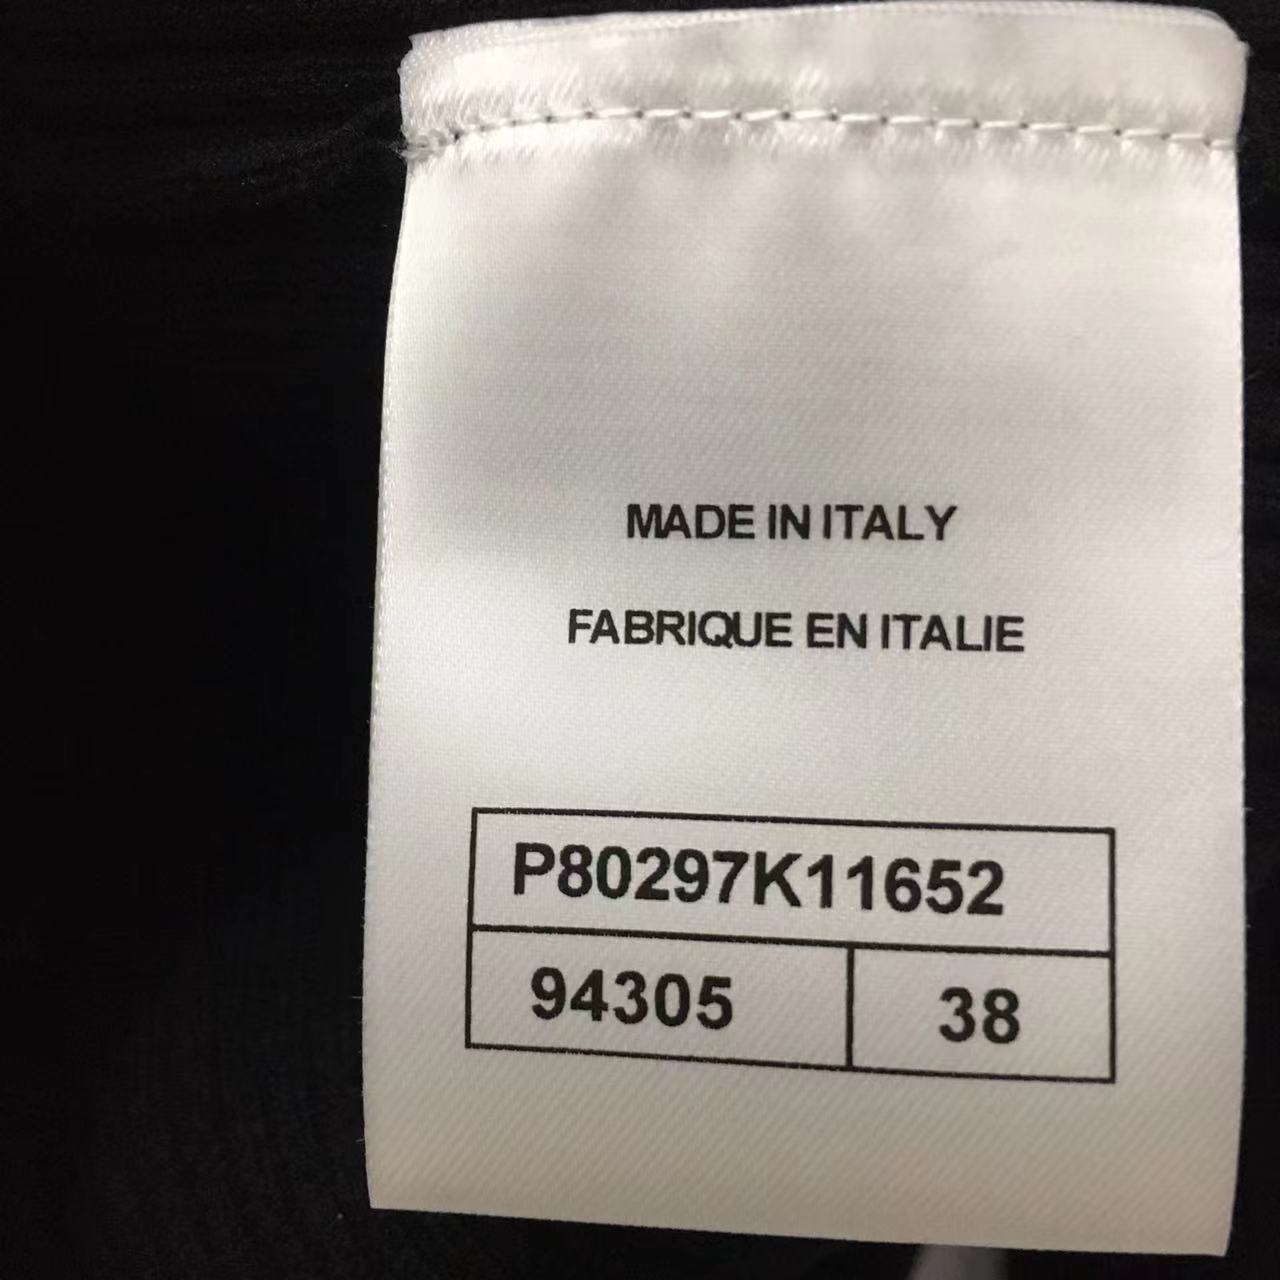 MADE IN ITALY
FABRIQUE EN ITALIE
P80297K11652
94305 38